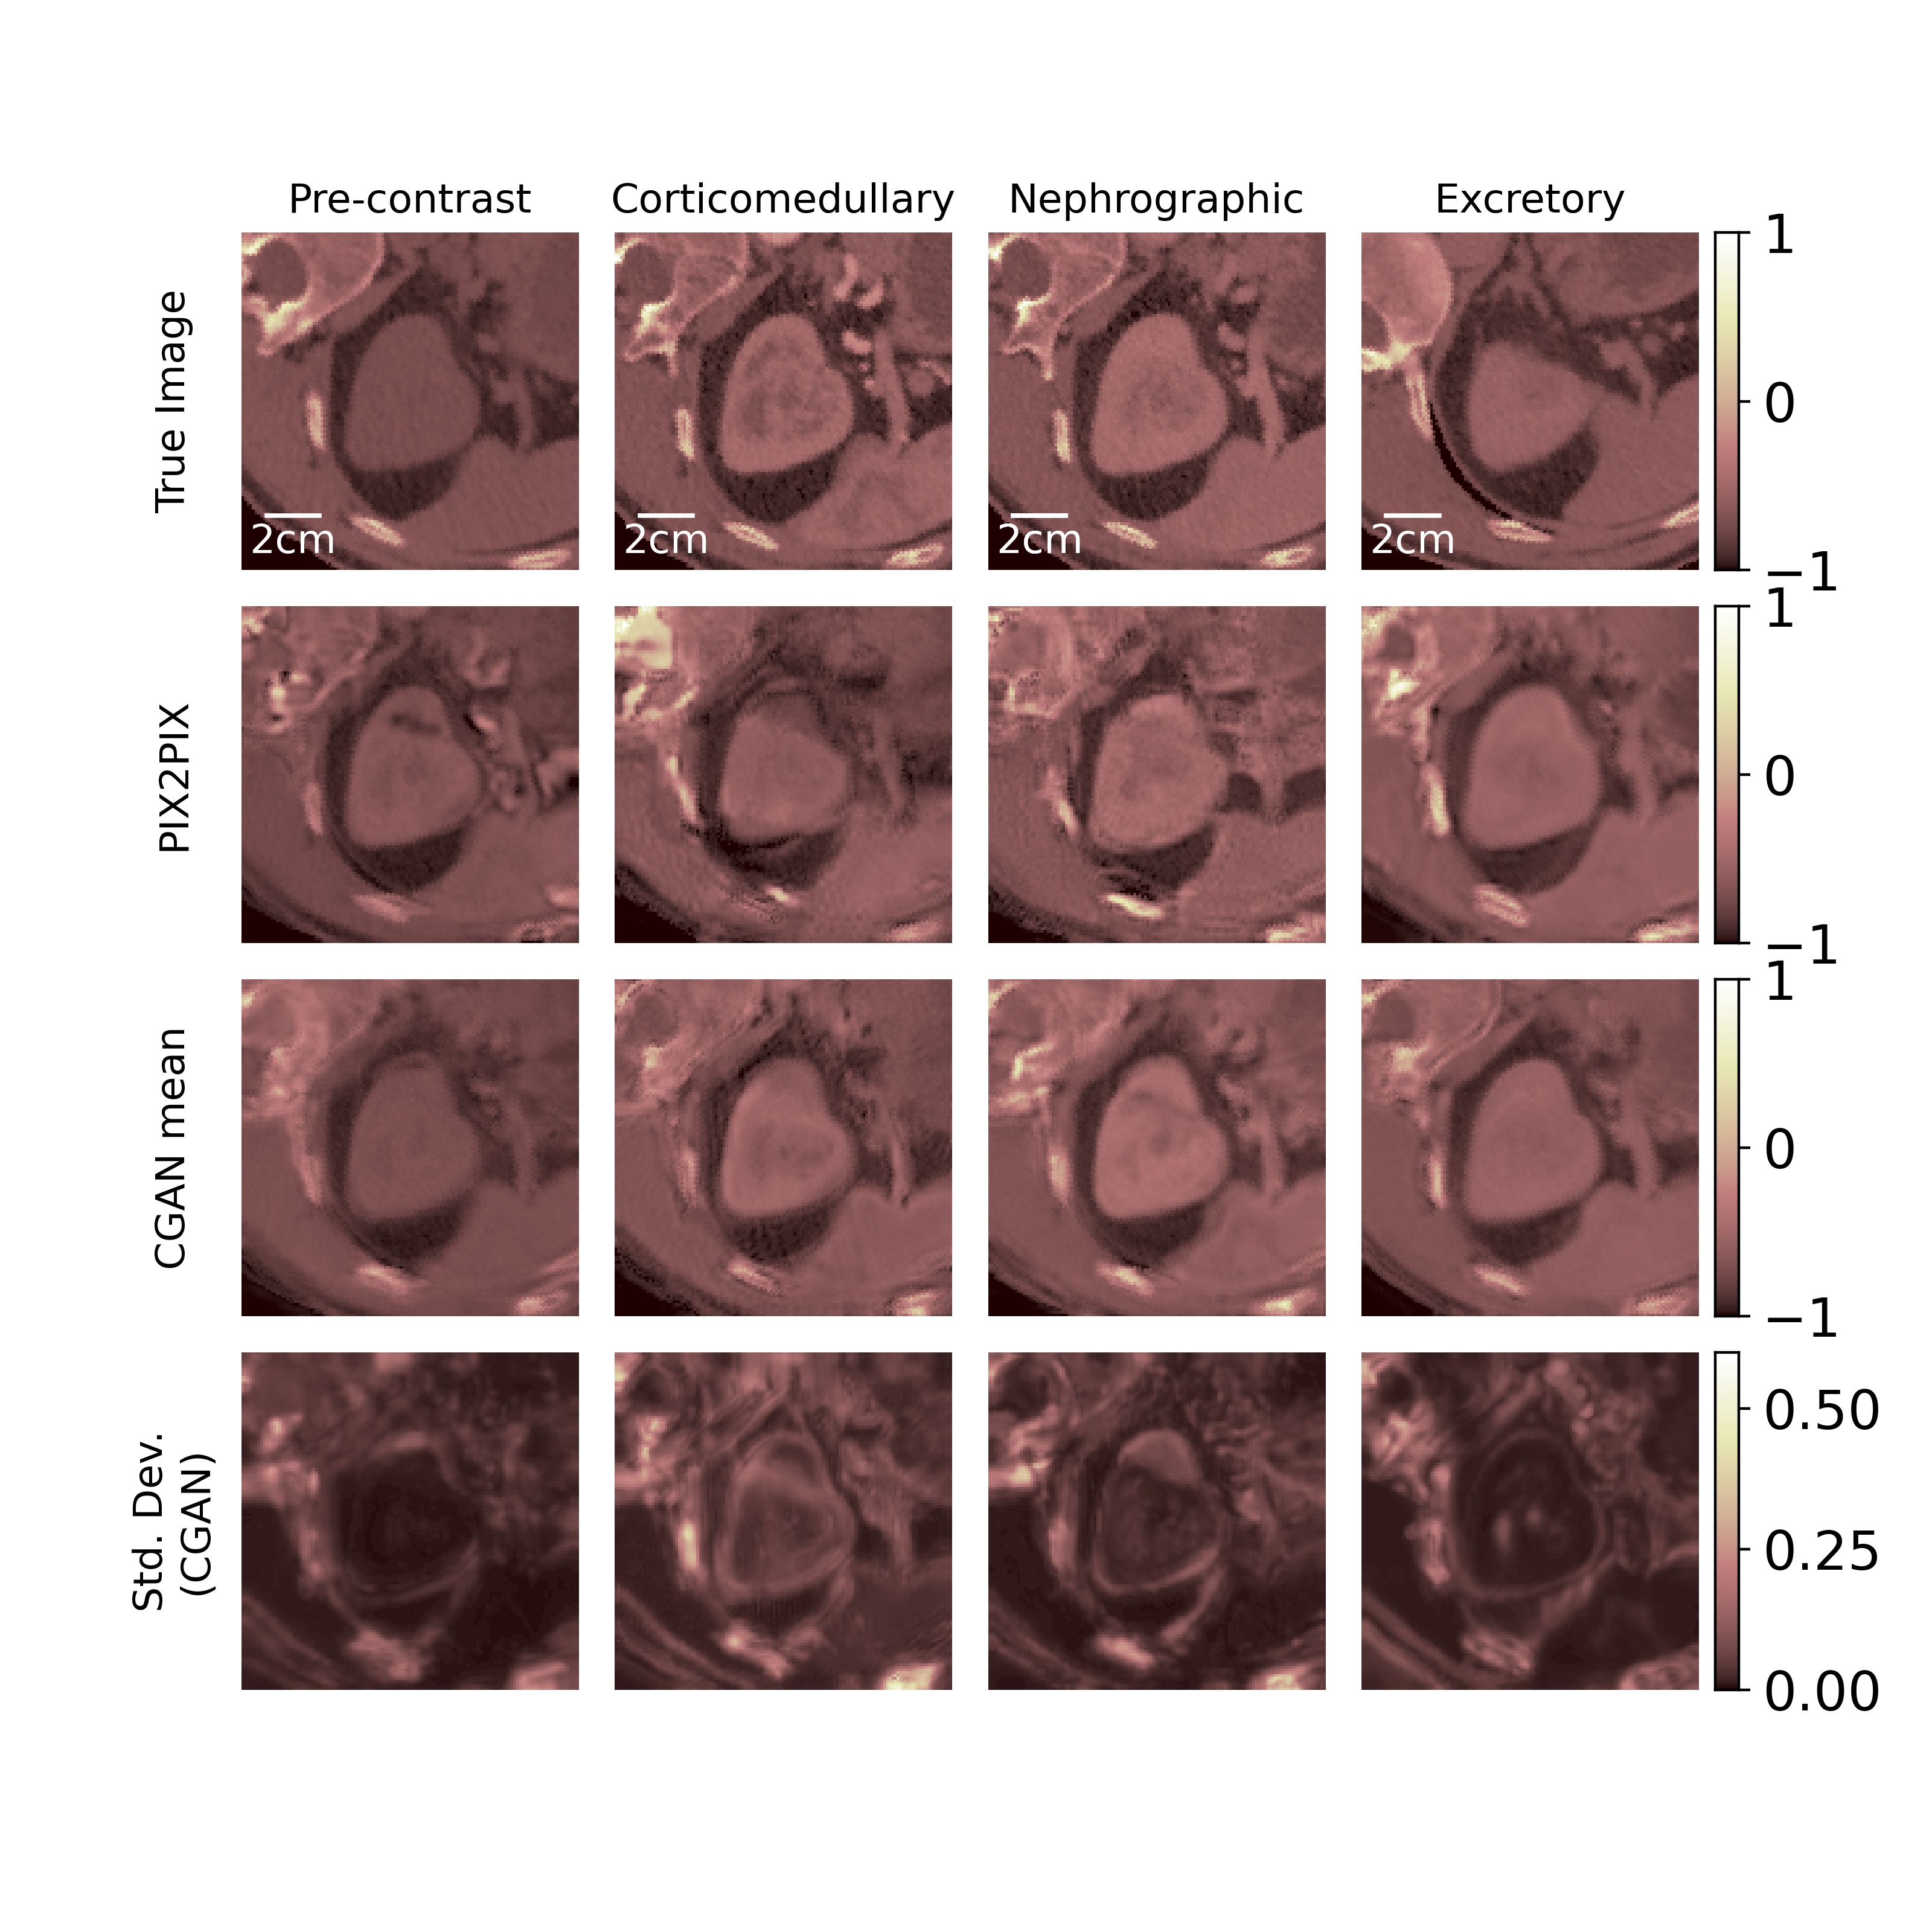 Pre-contrast
Corticomedullary
Nephrographic
Excretory
True Image
2cm
2cm
2cm
2cm
1
0
−1
PIX2PIX
1
0
−1
CGAN mean
1
0
−1
Std. Dev.
(CGAN)
0.50
0.25
0.00